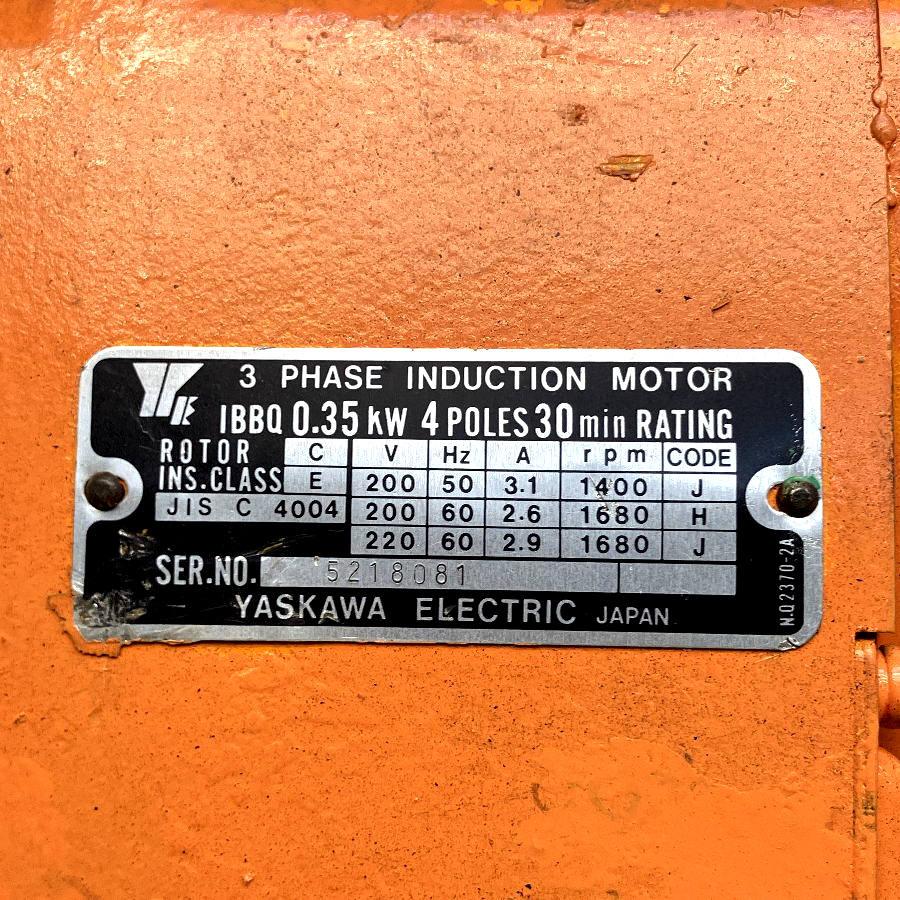 YE 3 PHASE INDUCTION MOTOR
IBBQ 0.35 KW 4 POLES 30 min RATING
ROTOR C V Hz A rpm CODE
INS.CLASS E 200 50 3.1 1400 J
JIS C 4004 200 60 2.6 1680 H
220 60 2.9 1680 J
SER.NO. 5218081
YASKAWA ELECTRIC JAPAN
N.Q2370-2A